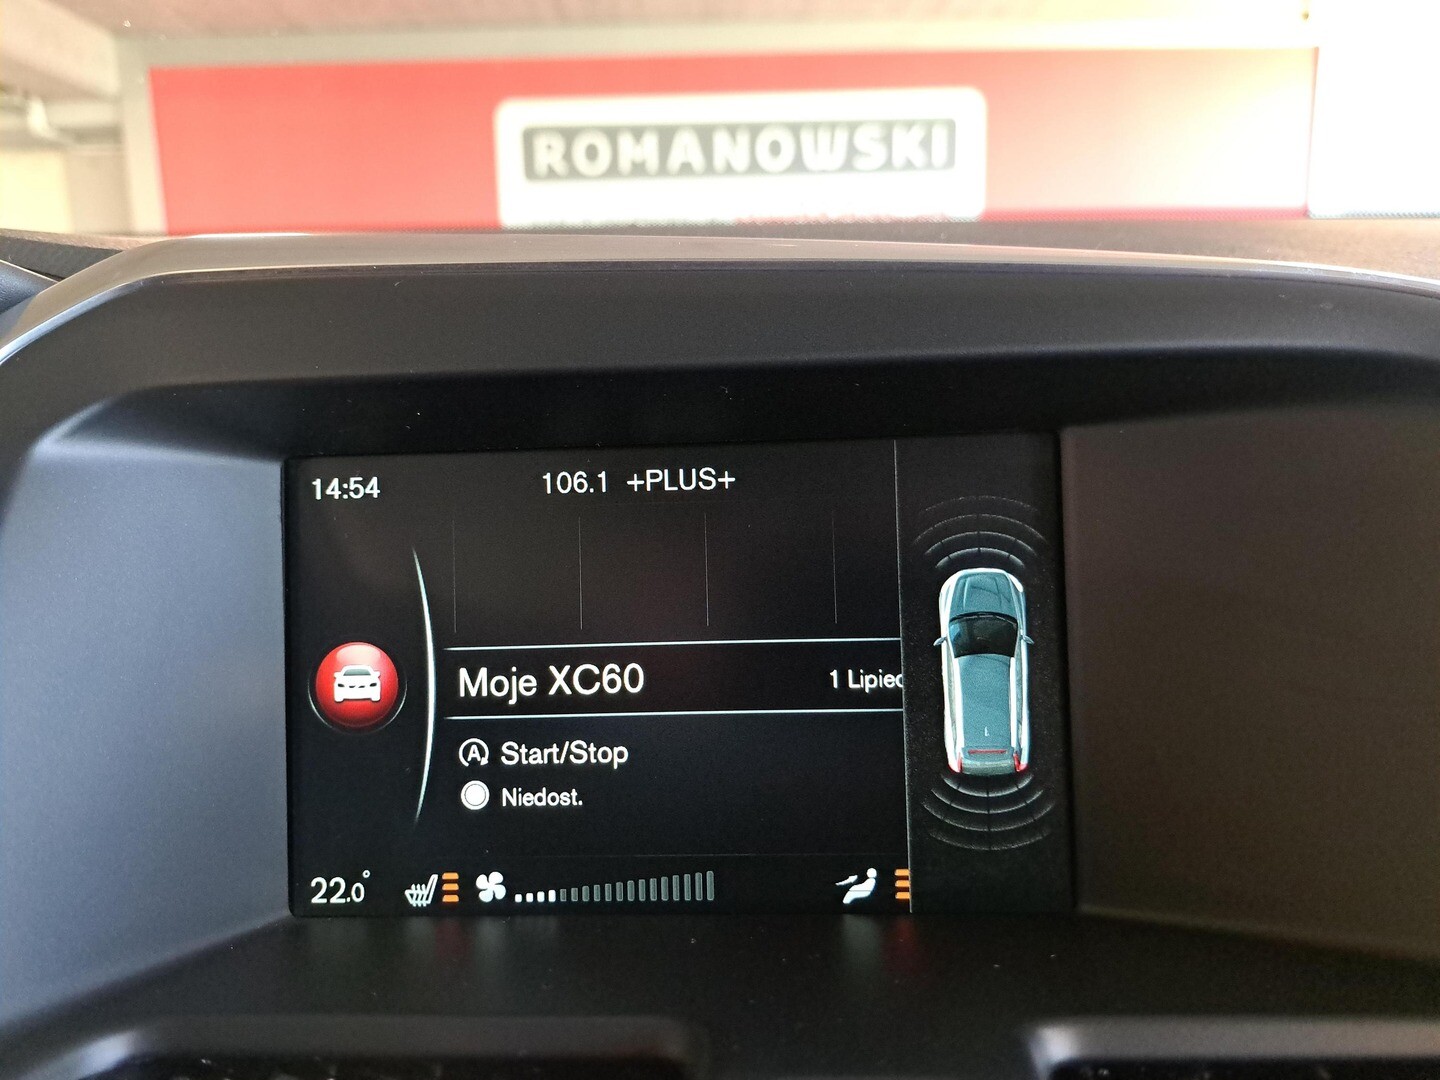 ROMANOWSKI
14:54
106.1 +PLUS+
Moje XC60
1 Lipiec
A Start/Stop
Niedost.
22.0°